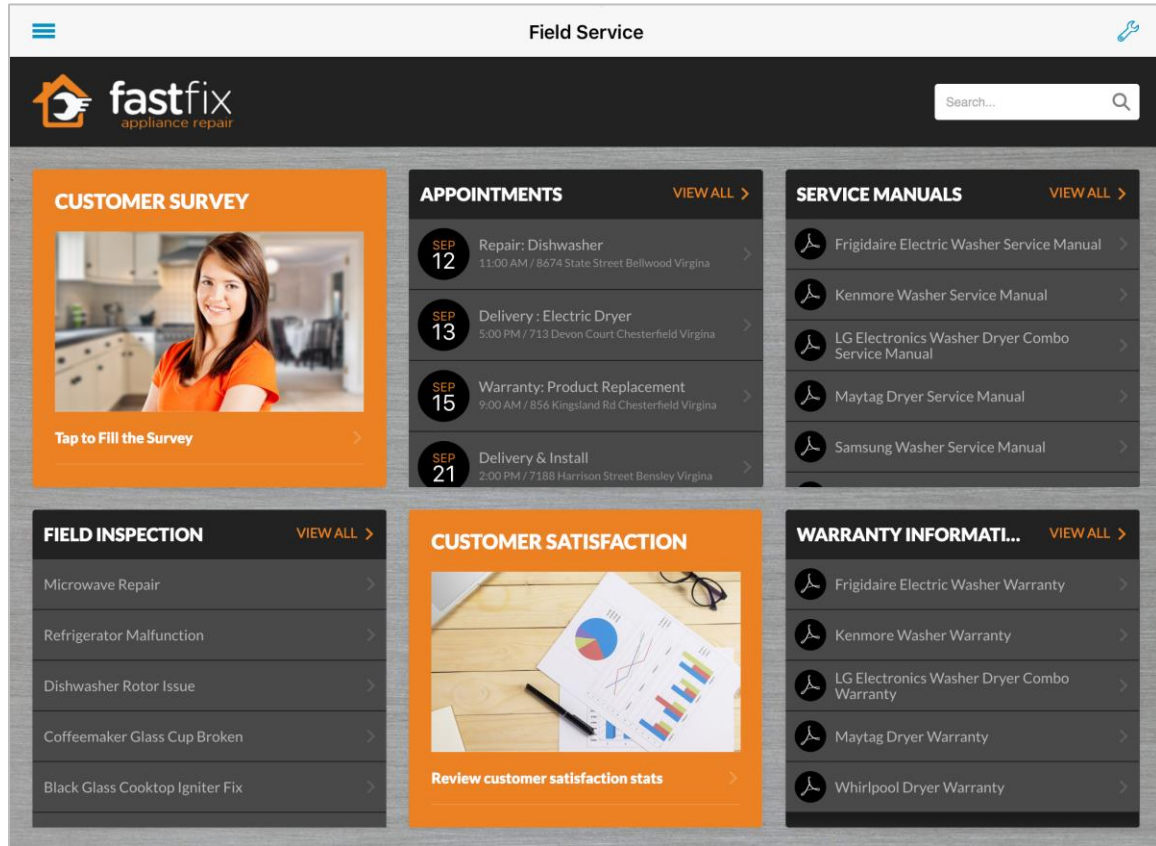 Field Service
fastfix
appliance repair
Search...
CUSTOMER SURVEY
Tap to Fill the Survey
APPOINTMENTS VIEW ALL
SEP
12
Repair: Dishwasher
11:00 AM / 8674 State Street Bellwood Virgina
SEP
13
Delivery : Electric Dryer
5:00 PM / 713 Devon Court Chesterfield Virgina
SEP
15
Warranty: Product Replacement
9:00 AM / 856 Kingsland Rd Chesterfield Virgina
SEP
21
Delivery & Install
2:00 PM / 7188 Harrison Street Bensley Virgina
SERVICE MANUALS VIEW ALL
Frigidaire Electric Washer Service Manual
Kenmore Washer Service Manual
LG Electronics Washer Dryer Combo
Service Manual
Maytag Dryer Service Manual
Samsung Washer Service Manual
FIELD INSPECTION VIEW ALL
Microwave Repair
Refrigerator Malfunction
Dishwasher Rotor Issue
Coffeemaker Glass Cup Broken
Black Glass Cooktop Igniter Fix
CUSTOMER SATISFACTION
Review customer satisfaction stats
WARRANTY INFORMATI... VIEW ALL
Frigidaire Electric Washer Warranty
Kenmore Washer Warranty
LG Electronics Washer Dryer Combo
Warranty
Maytag Dryer Warranty
Whirlpool Dryer Warranty